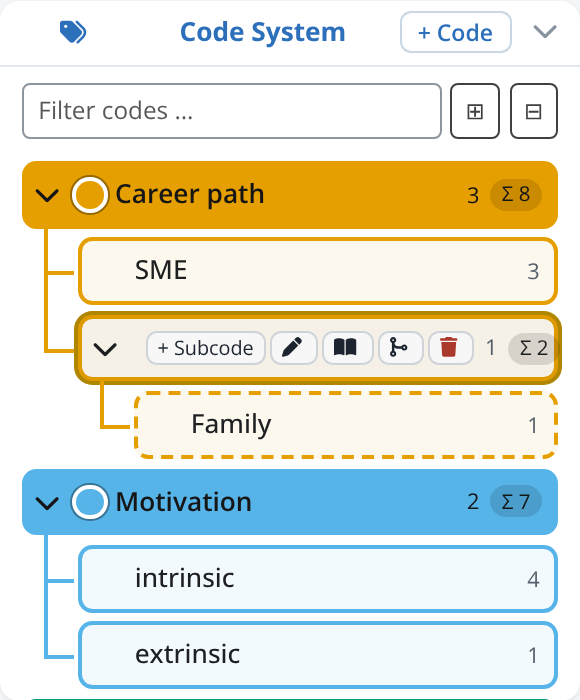 Code System
+ Code
Filter codes ...
Career path 3 Σ 8
SME 3
+ Subcode 1 Σ 2
Family 1
Motivation 2 Σ 7
intrinsic 4
extrinsic 1